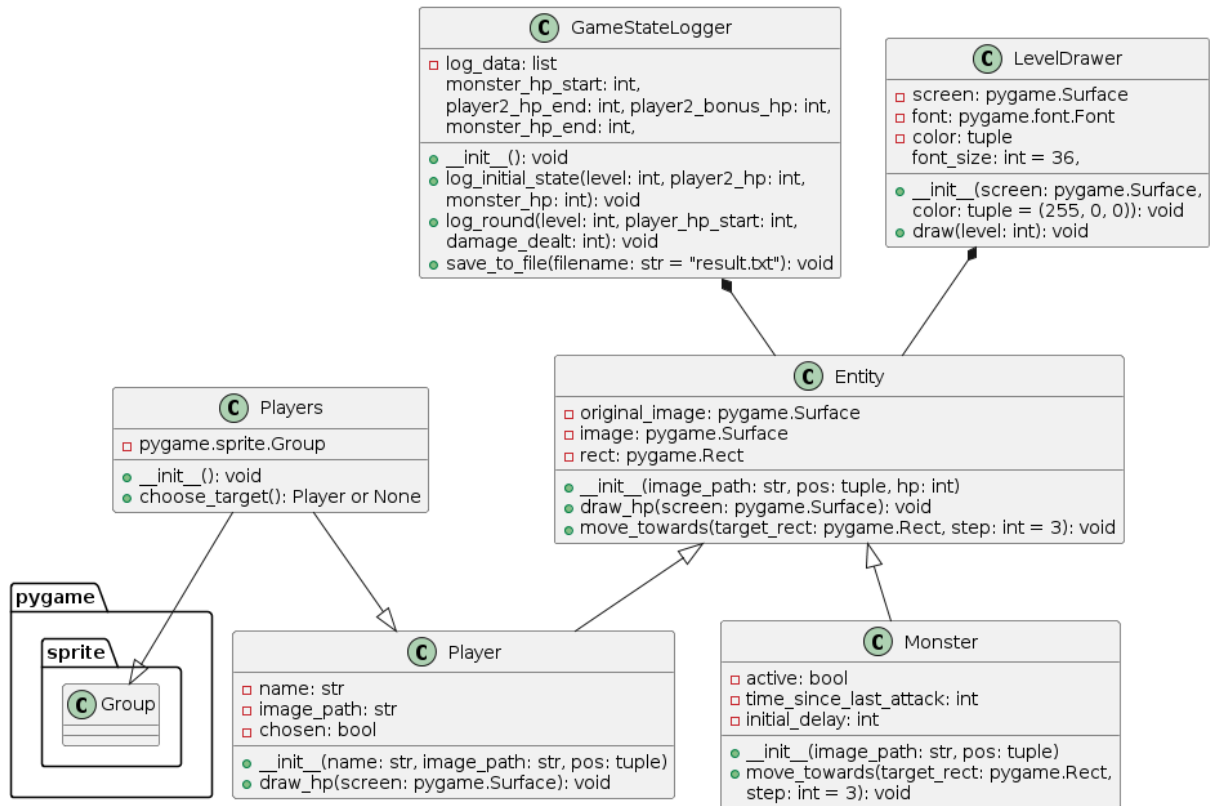 GameStateLogger
log_data: list
monster_hp_start: int,
player2_hp_end: int, player2_bonus_hp: int,
monster_hp_end: int,
__init__(): void
log_initial_state(level: int, player2_hp: int,
monster_hp: int): void
log_round(level: int, player_hp_start: int,
damage_dealt: int): void
save_to_file(filename: str = "result.txt"): void
LevelDrawer
screen: pygame.Surface
font: pygame.font.Font
color: tuple
font_size: int = 36,
__init__(screen: pygame.Surface,
color: tuple = (255, 0, 0)): void
draw(level: int): void
Entity
original_image: pygame.Surface
image: pygame.Surface
rect: pygame.Rect
__init__(image_path: str, pos: tuple, hp: int)
draw_hp(screen: pygame.Surface): void
move_towards(target_rect: pygame.Rect, step: int = 3): void
Players
pygame.sprite.Group
__init__(): void
choose_target(): Player or None
pygame
sprite
Group
Player
name: str
image_path: str
chosen: bool
__init__(name: str, image_path: str, pos: tuple)
draw_hp(screen: pygame.Surface): void
Monster
active: bool
time_since_last_attack: int
initial_delay: int
__init__(image_path: str, pos: tuple)
move_towards(target_rect: pygame.Rect,
step: int = 3): void